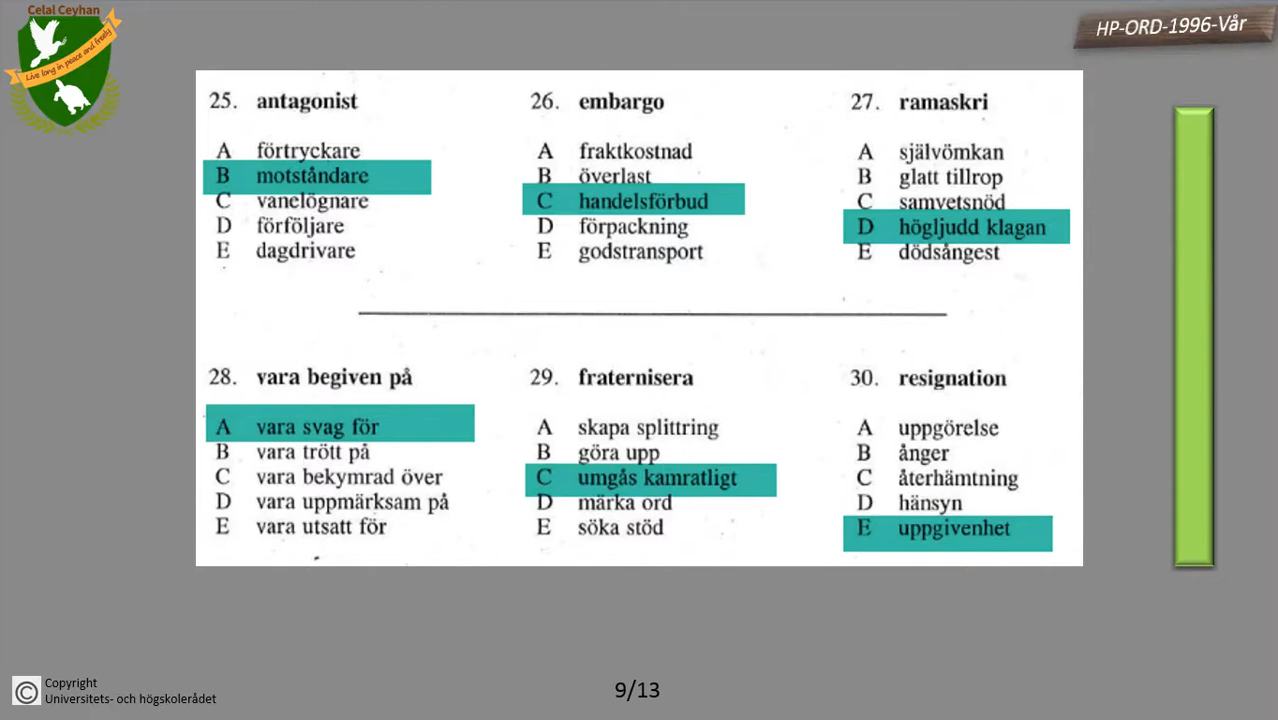 Celal Ceyhan
Live long in peace and freely
HP-ORD-1996-Vår
25. antagonist
A förtryckare
B motståndare
C vanelögnare
D förföljare
E dagdrivare
26. embargo
A fraktkostnad
B överlast
C handelsförbud
D förpackning
E godstransport
27. ramaskri
A självömkan
B glatt tillrop
C samvetsnöd
D högljudd klagan
E dödsångest
28. vara begiven på
A vara svag för
B vara trött på
C vara bekymrad över
D vara uppmärksam på
E vara utsatt för
29. fraternisera
A skapa splittring
B göra upp
C umgås kamratligt
D märka ord
E söka stöd
30. resignation
A uppgörelse
B ånger
C återhämtning
D hänsyn
E uppgivenhet
© Copyright
Universitets- och högskolerådet
9/13